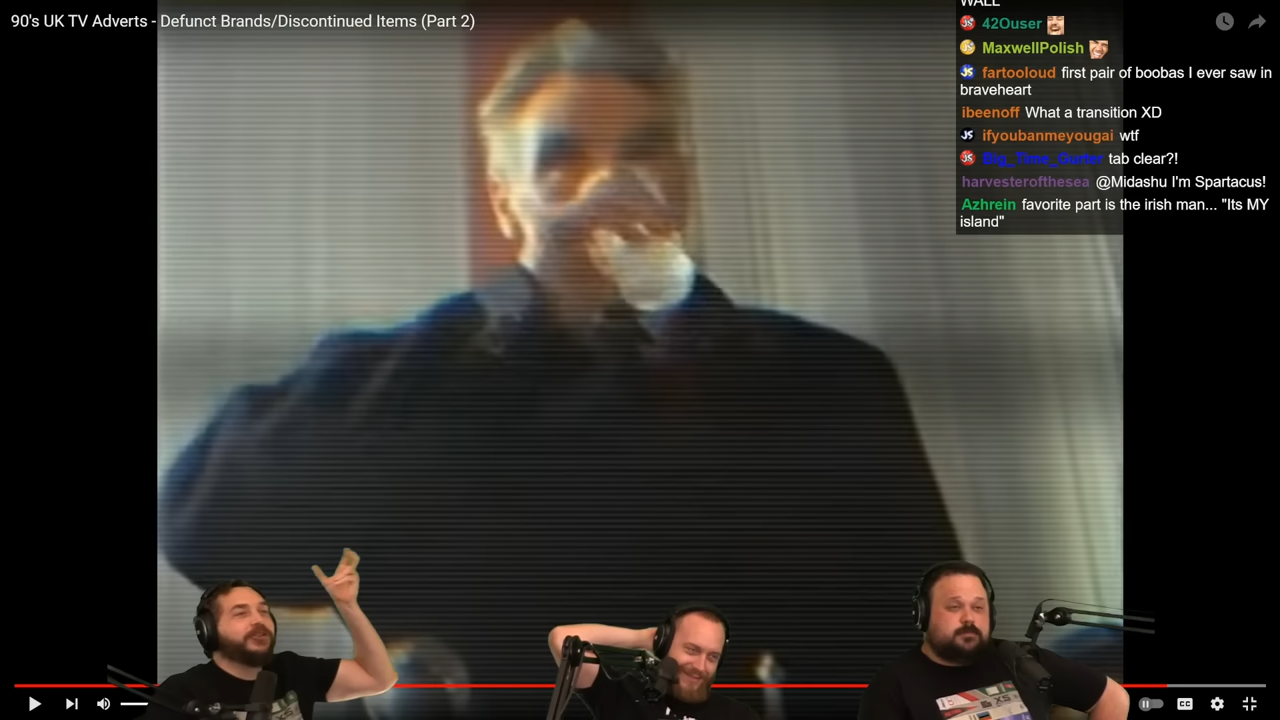 90's UK TV Adverts - Defunct Brands/Discontinued Items (Part 2)
WALL
42Ouser
MaxwellPolish
fartooloud first pair of boobas I ever saw in
braveheart
ibeenoff What a transition XD
ifyoubanmeyougai wtf
Big_Time_Gurter tab clear?!
harvesterofthesea @Midashu I'm Spartacus!
Azhrein favorite part is the irish man... "Its MY
island"
CC